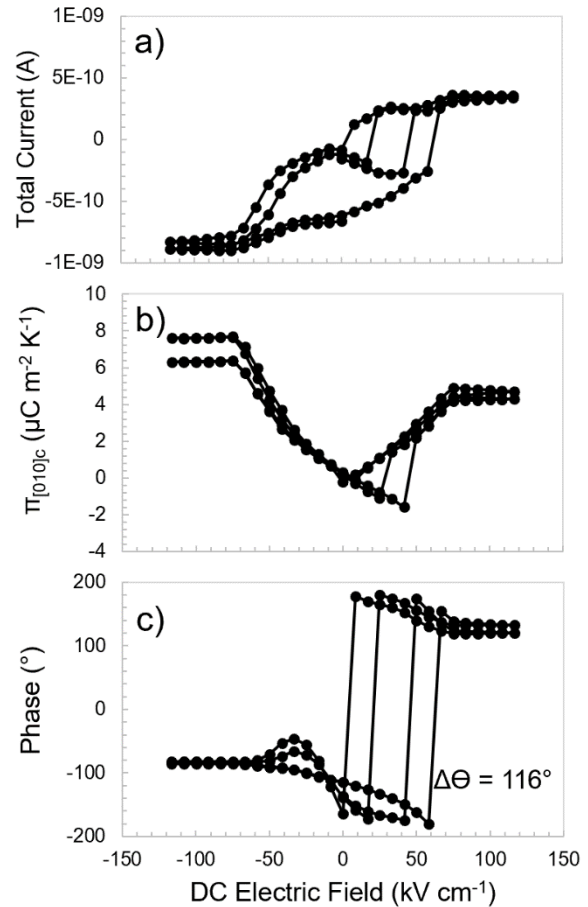 a)
1E-09
5E-10
0
-5E-10
-1E-09
Total Current (A)
b)
10
8
6
4
2
0
-2
-4
π[010]c (µC m⁻² K⁻¹)
c)
200
100
0
-100
-200
Phase (°)
ΔΘ = 116°
-150 -100 -50 0 50 100 150
DC Electric Field (kV cm⁻¹)